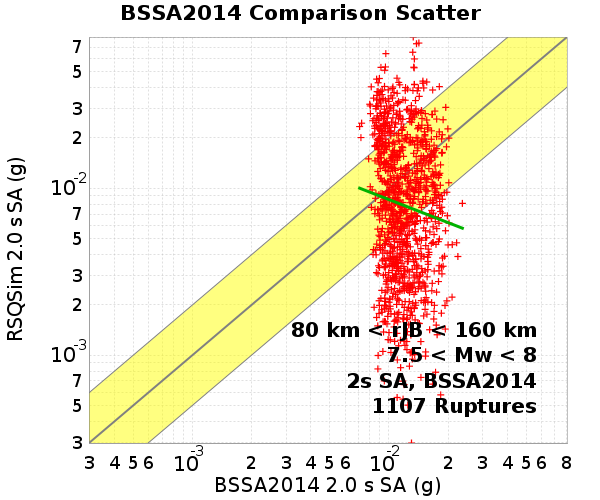 BSSA2014 Comparison Scatter
RSQSim 2.0 s SA (g)
7
5
3
2
10-2
7
5
3
2
10-3
7
5
3
80 km < rJB < 160 km
7.5 < Mw < 8
2s SA, BSSA2014
1107 Ruptures
3 4 5 6 10-3 2 3 4 5 6 10-2 2 3 4 5 6 8
BSSA2014 2.0 s SA (g)